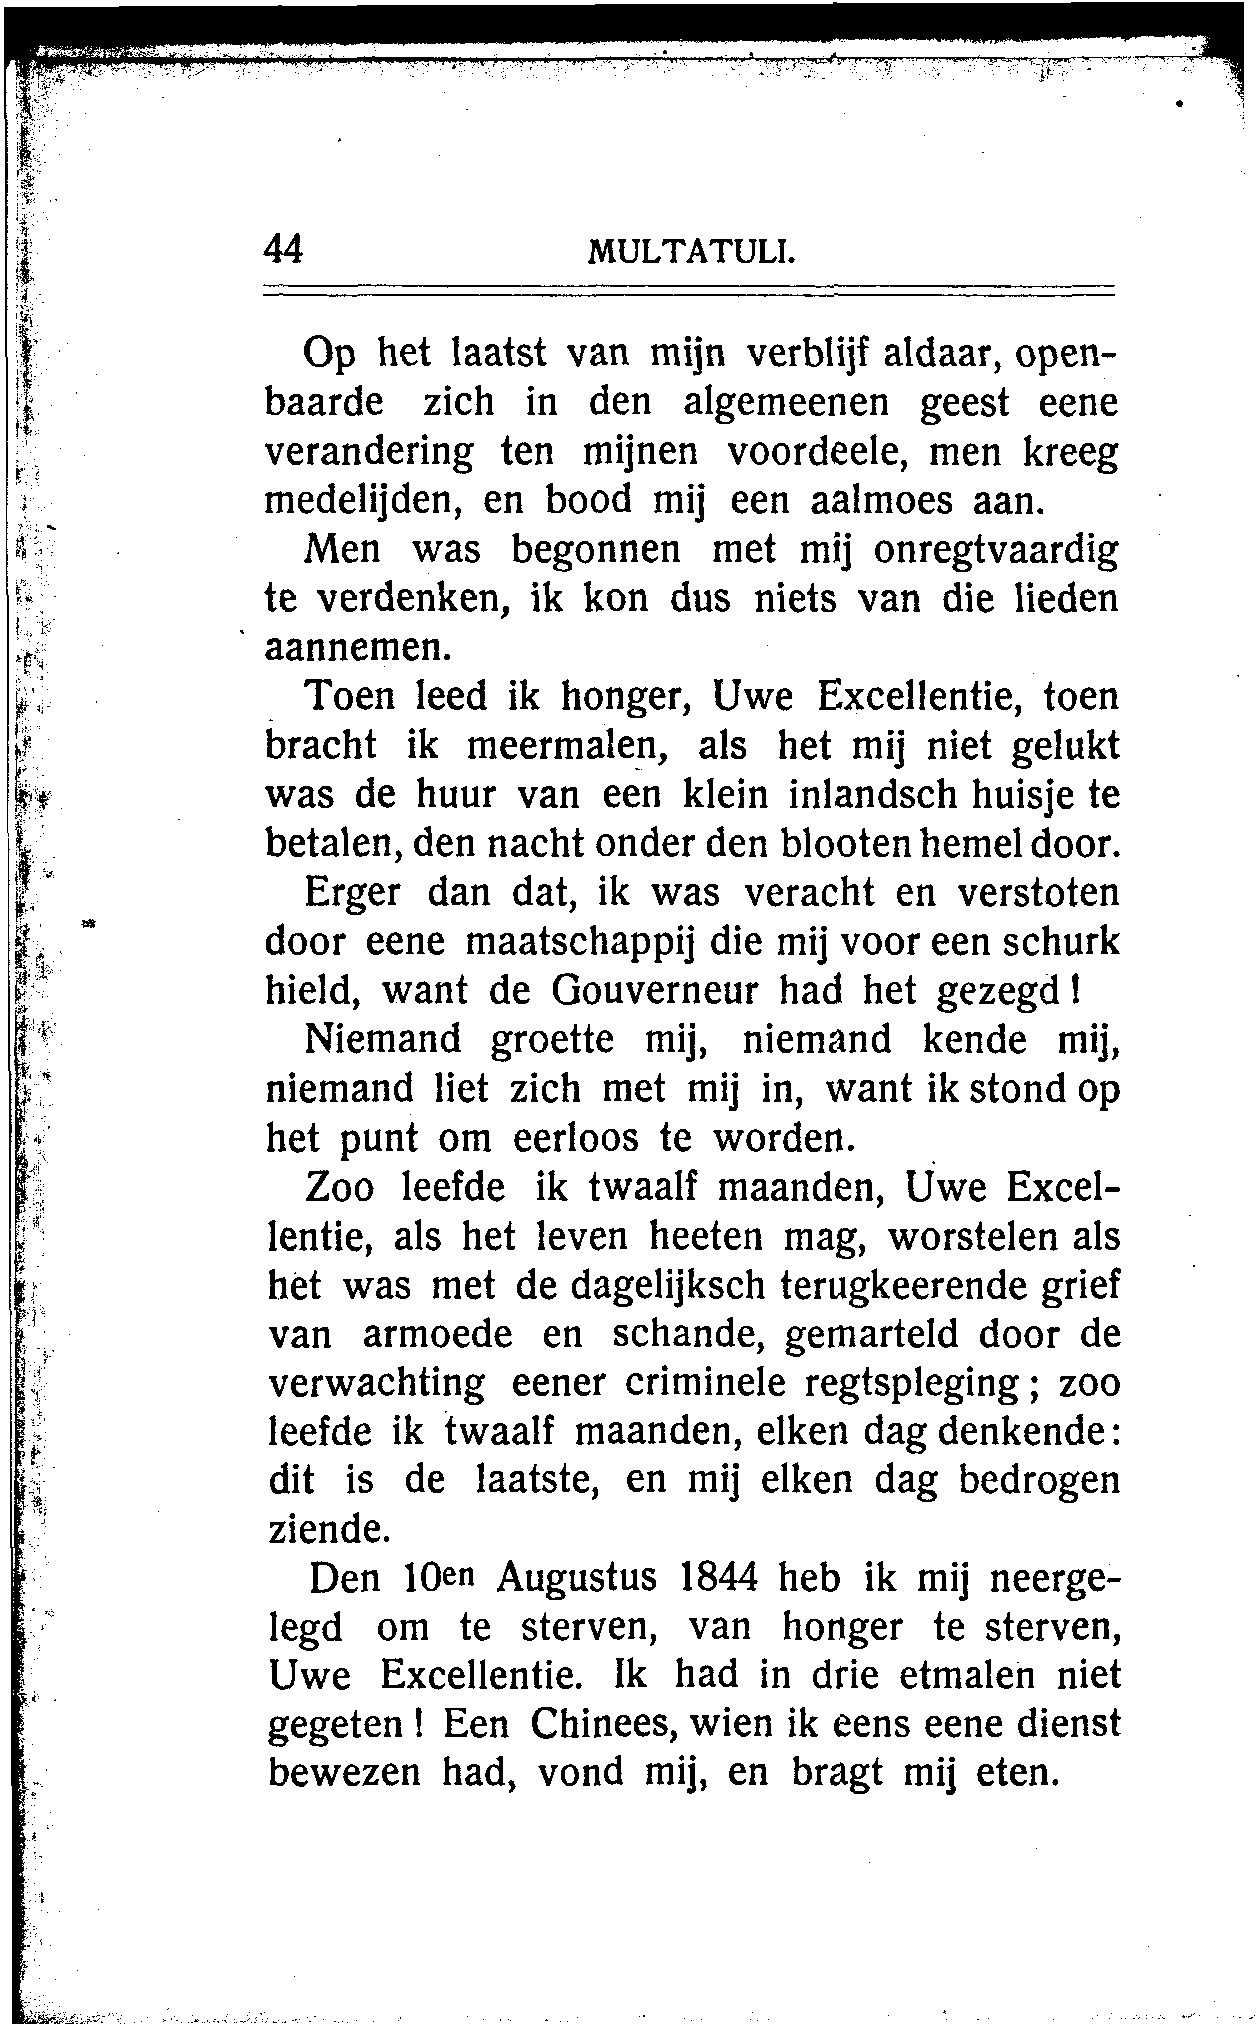 44 MULTATULI.
Op het laatst van mijn verblijf aldaar, open-
baarde zich in den algemeenen geest eene
verandering ten mijnen voordeele, men kreeg
medelijden, en bood mij een aalmoes aan.
Men was begonnen met mij onregtvaardig
te verdenken, ik kon dus niets van die lieden
aannemen.
Toen leed ik honger, Uwe Excellentie, toen
bracht ik meermalen, als het mij niet gelukt
was de huur van een klein inlandsch huisje te
betalen, den nacht onder den blooten hemel door.
Erger dan dat, ik was veracht en verstoten
door eene maatschappij die mij voor een schurk
hield, want de Gouverneur had het gezegd!
Niemand groette mij, niemand kende mij,
niemand liet zich met mij in, want ik stond op
het punt om eerloos te worden.
Zoo leefde ik twaalf maanden, Uwe Excel-
lentie, als het leven heeten mag, worstelen als
het was met de dagelijksch terugkeerende grief
van armoede en schande, gemarteld door de
verwachting eener criminele regtspleging; zoo
leefde ik twaalf maanden, elken dag denkende:
dit is de laatste, en mij elken dag bedrogen
ziende.
Den 10en Augustus 1844 heb ik mij neerge-
legd om te sterven, van honger te sterven,
Uwe Excellentie. Ik had in drie etmalen niet
gegeten! Een Chinees, wien ik eens eene dienst
bewezen had, vond mij, en bragt mij eten.